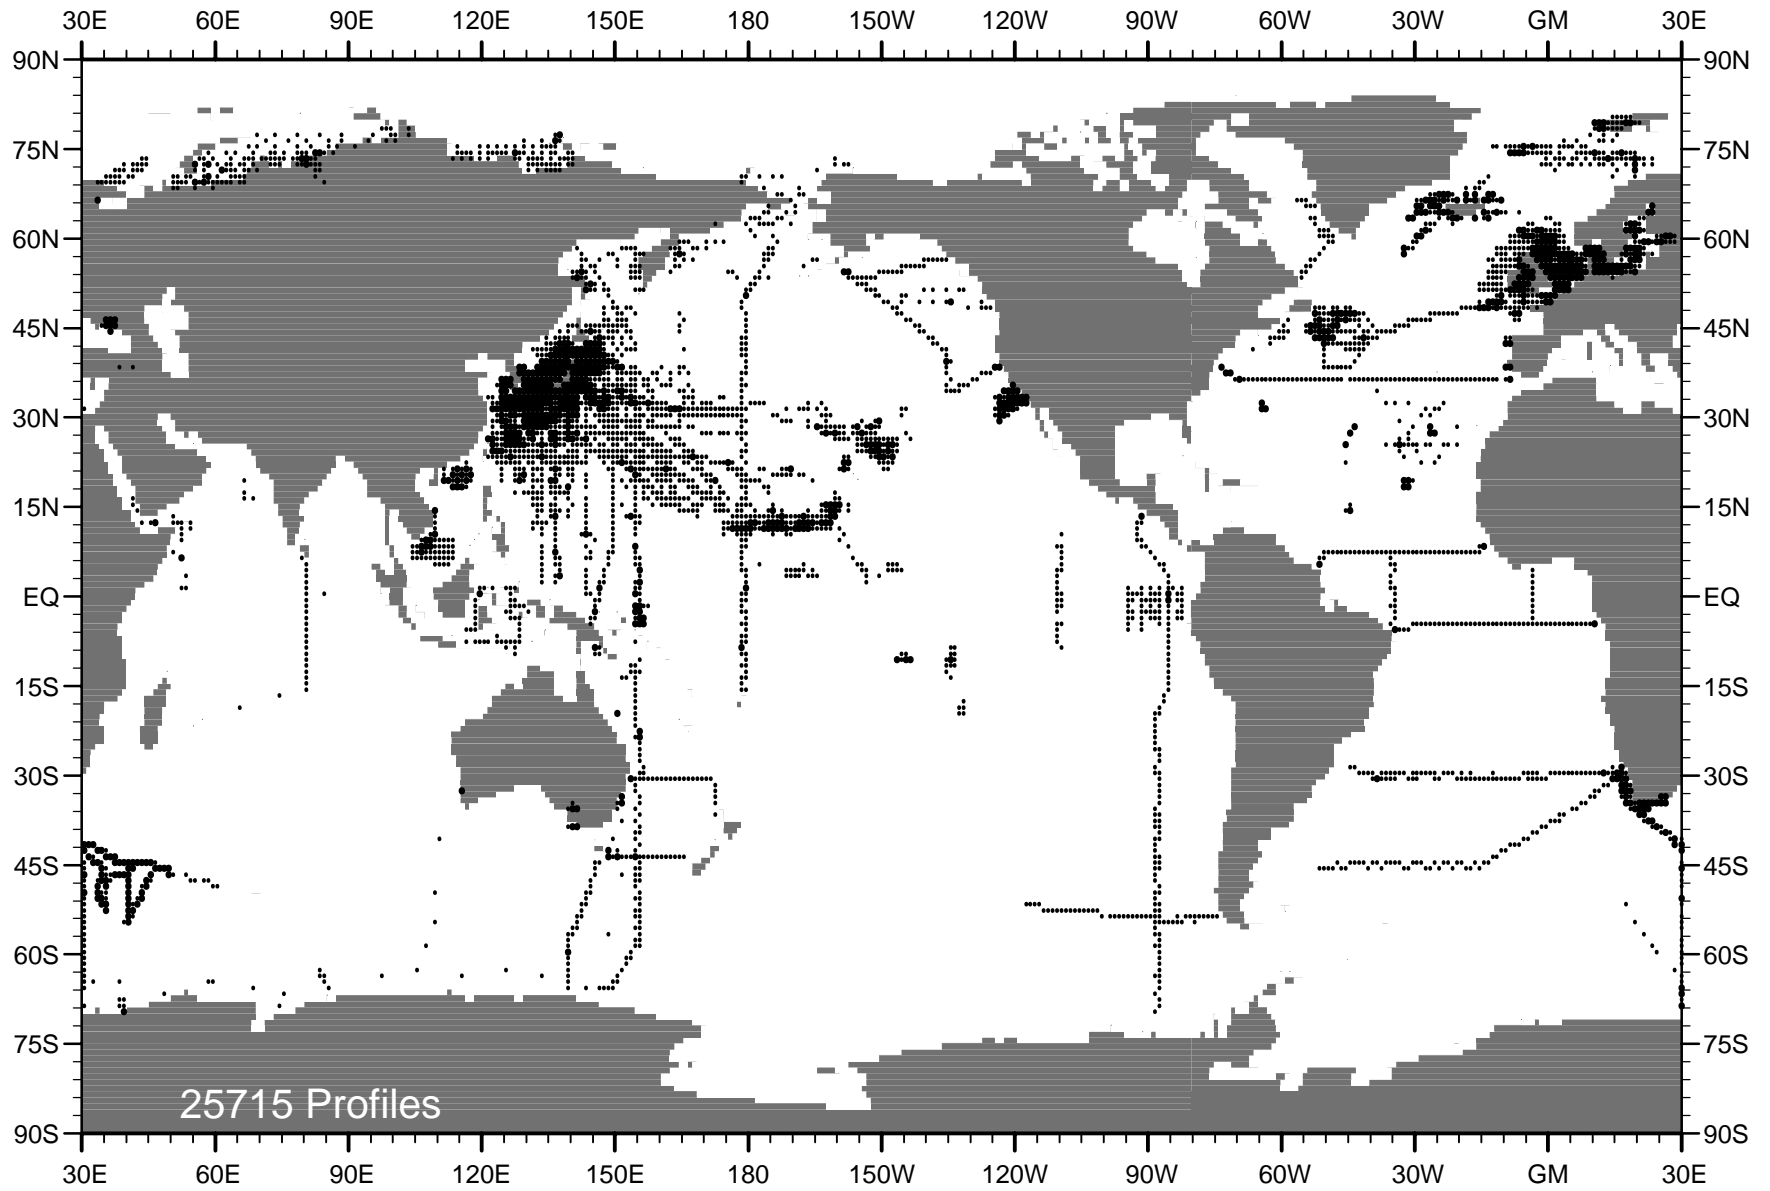 30E 60E 90E 120E 150E 180 150W 120W 90W 60W 30W GM 30E
90N 90N
75N 75N
60N 60N
45N 45N
30N 30N
15N 15N
EQ EQ
15S 15S
30S 30S
45S 45S
60S 60S
75S 75S
25715 Profiles
90S 90S
30E 60E 90E 120E 150E 180 150W 120W 90W 60W 30W GM 30E